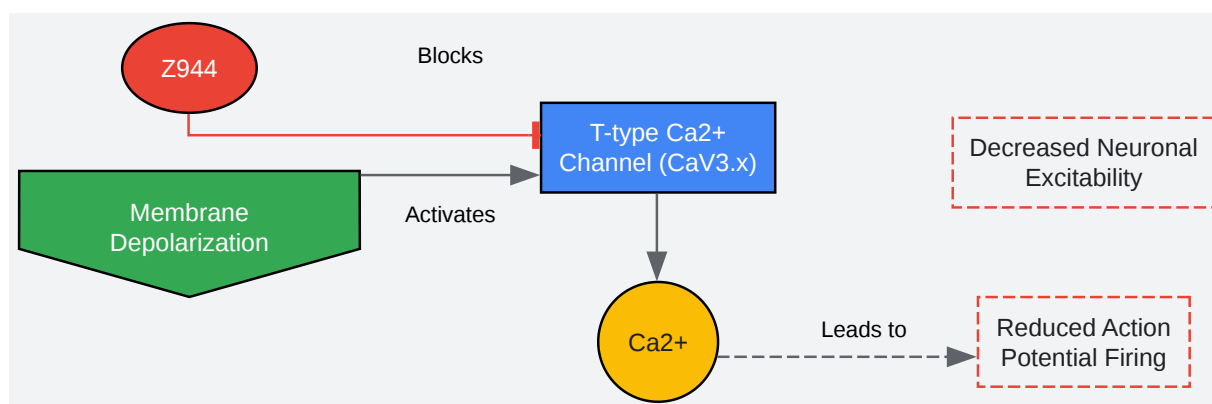 Z944
Blocks
T-type Ca2+
Channel (CaV3.x)
Decreased Neuronal
Excitability
Membrane
Depolarization
Activates
Ca2+
Leads to
Reduced Action
Potential Firing